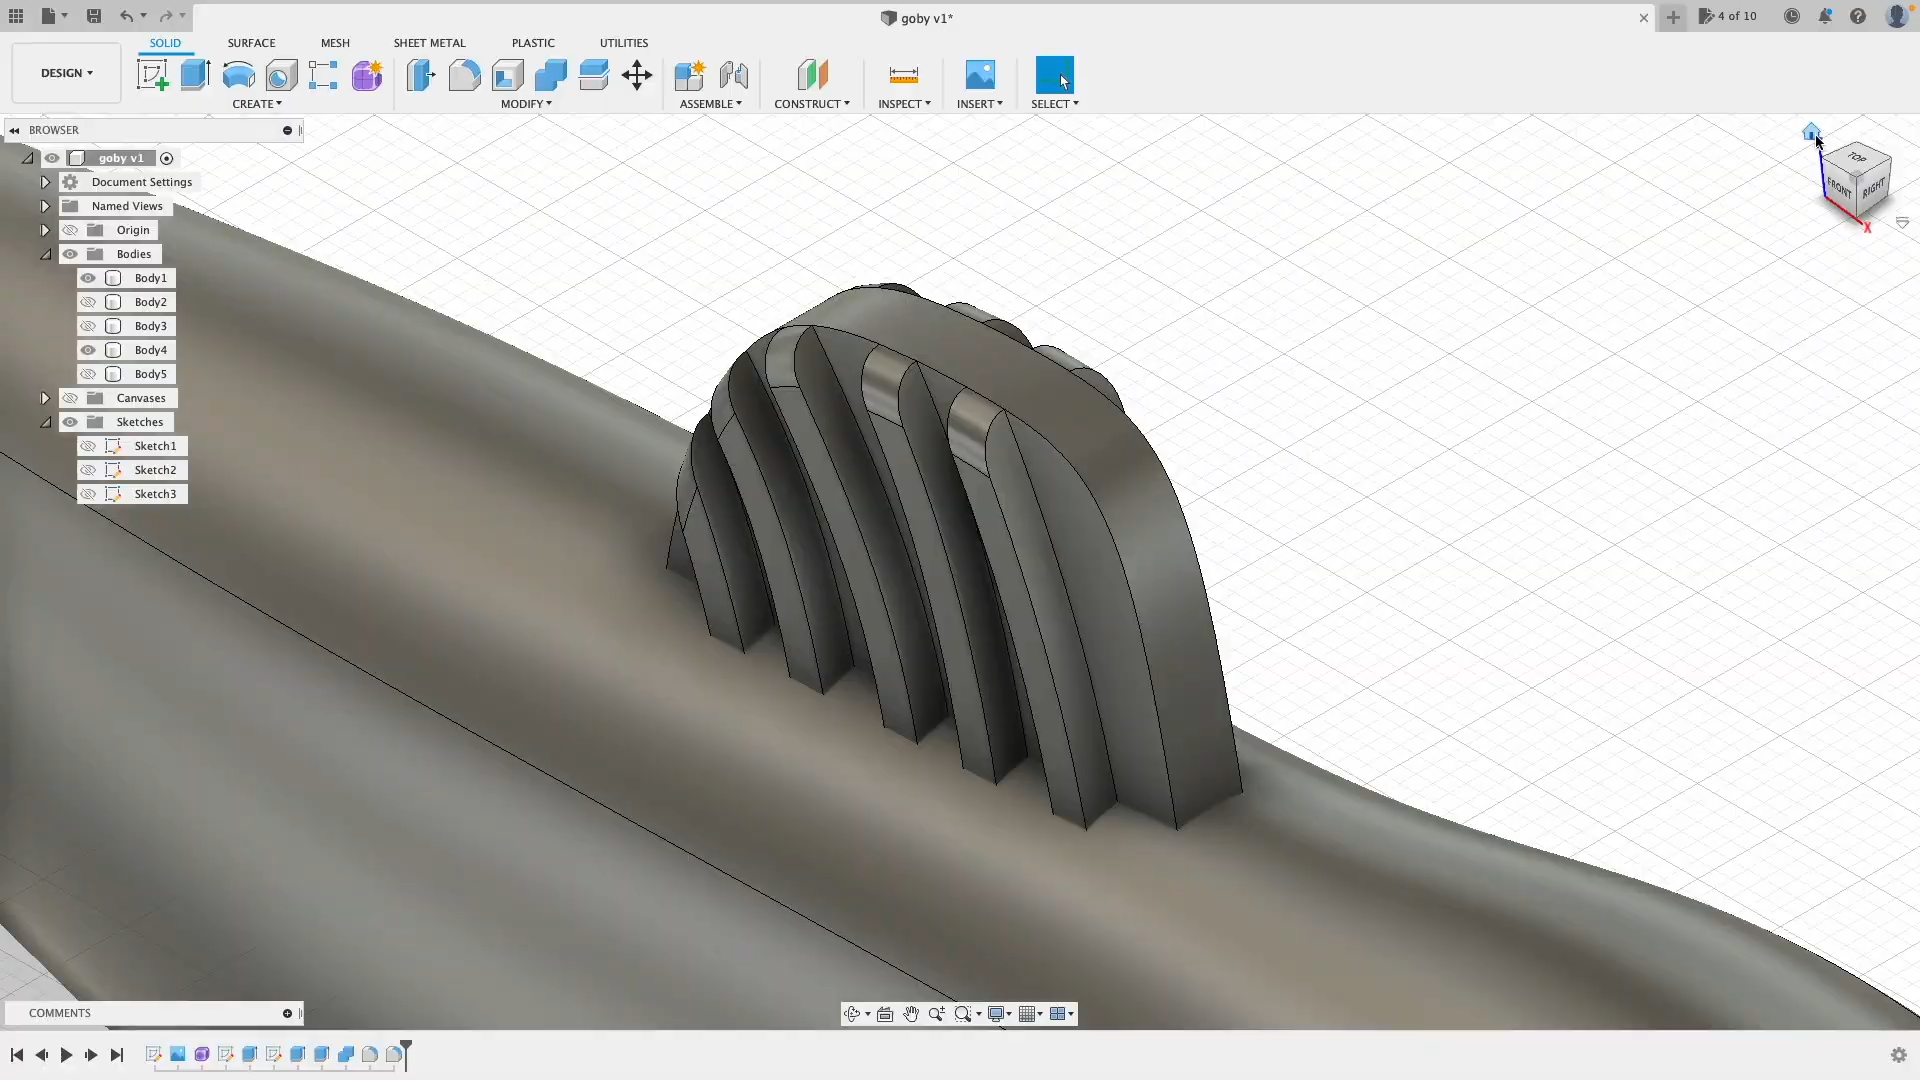 goby v1*
4 of 10
SOLID SURFACE MESH SHEET METAL PLASTIC UTILITIES
DESIGN
CREATE MODIFY ASSEMBLE CONSTRUCT INSPECT INSERT SELECT
BROWSER
goby v1
Document Settings
Named Views
Origin
Bodies
Body1
Body2
Body3
Body4
Body5
Canvases
Sketches
Sketch1
Sketch2
Sketch3
TOP
FRONT RIGHT
X
COMMENTS